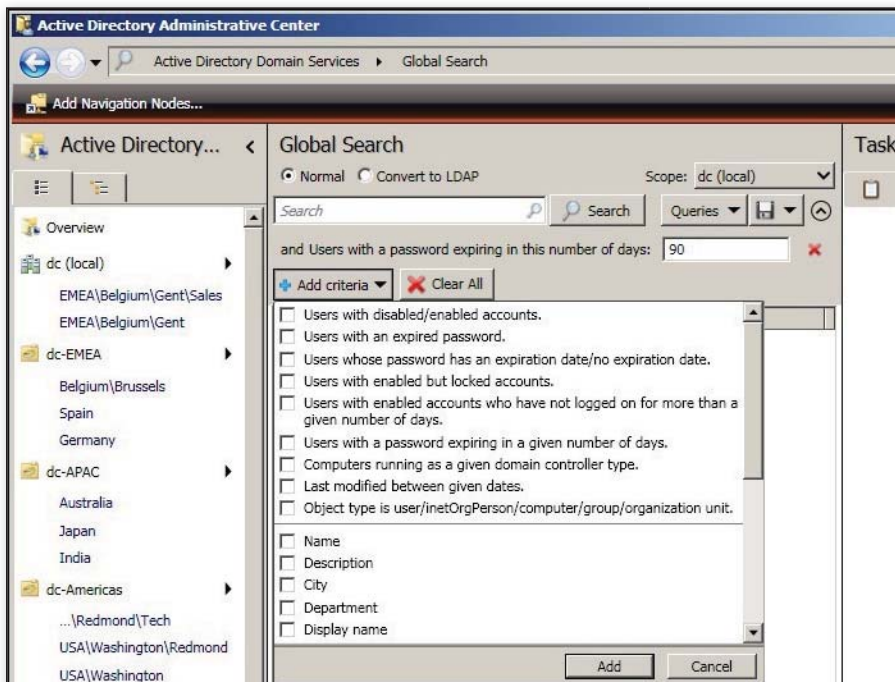 Active Directory Administrative Center
Active Directory Domain Services
Global Search
Add Navigation Nodes...
Active Directory...
Overview
dc (local)
EMEA\Belgium\Gent\Sales
EMEA\Belgium\Gent
dc-EMEA
Belgium\Brussels
Spain
Germany
dc-APAC
Australia
Japan
India
dc-Americas
...\Redmond\Tech
USA\Washington\Redmond
USA\Washington
Global Search
Normal
Convert to LDAP
Scope: dc (local)
Search
Search
Queries
and Users with a password expiring in this number of days: 90
Add criteria
Clear All
Users with disabled/enabled accounts.
Users with an expired password.
Users whose password has an expiration date/no expiration date.
Users with enabled but locked accounts.
Users with enabled accounts who have not logged on for more than a
given number of days.
Users with a password expiring in a given number of days.
Computers running as a given domain controller type.
Last modified between given dates.
Object type is user/inetOrgPerson/computer/group/organization unit.
Name
Description
City
Department
Display name
Add
Cancel
Task